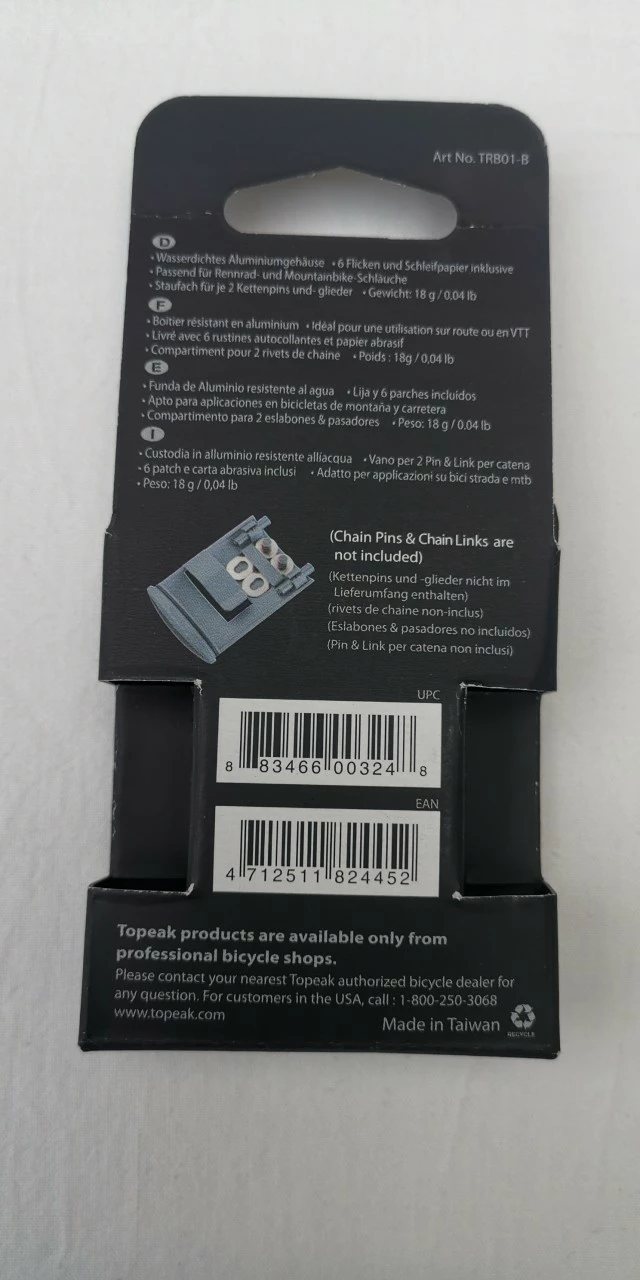 Art No. TRB01-B
D
• Wasserdichtes Aluminiumgehäuse • 6 Flicken und Schleifpapier inklusive
• Passend für Rennrad- und Mountainbike-Schläuche
• Staufach für je 2 Kettenpins und- glieder • Gewicht: 18 g / 0,04 lb
F
• Boitier résistant en aluminium • Idéal pour une utilisation sur route ou en VTT
• Livré avec 6 rustines autocollantes et papier abrasif
• Compartiment pour 2 rivets de chaine • Poids : 18g / 0,04 lb
E
• Funda de Aluminio resistente al agua • Lija y 6 parches incluidos
• Apto para aplicaciones en bicicletas de montaña y carretera
• Compartimento para 2 eslabones & pasadores • Peso: 18 g / 0.04 lb
I
• Custodia in alluminio resistente alliacqua • Vano per 2 Pin & Link per catena
• 6 patch e carta abrasiva inclusi • Adatto per applicazioni su bici strada e mtb
• Peso: 18 g / 0,04 lb
(Chain Pins & Chain Links are
not included)
(Kettenpins und -glieder nicht im
Lieferumfang enthalten)
(rivets de chaine non-inclus)
(Eslabones & pasadores no incluidos)
(Pin & Link per catena non inclusi)
UPC
8 83466 00324 8
EAN
4 712511 824452
Topeak products are available only from
professional bicycle shops.
Please contact your nearest Topeak authorized bicycle dealer for
any question. For customers in the USA, call : 1-800-250-3068
www.topeak.com
Made in Taiwan
RECYCLE